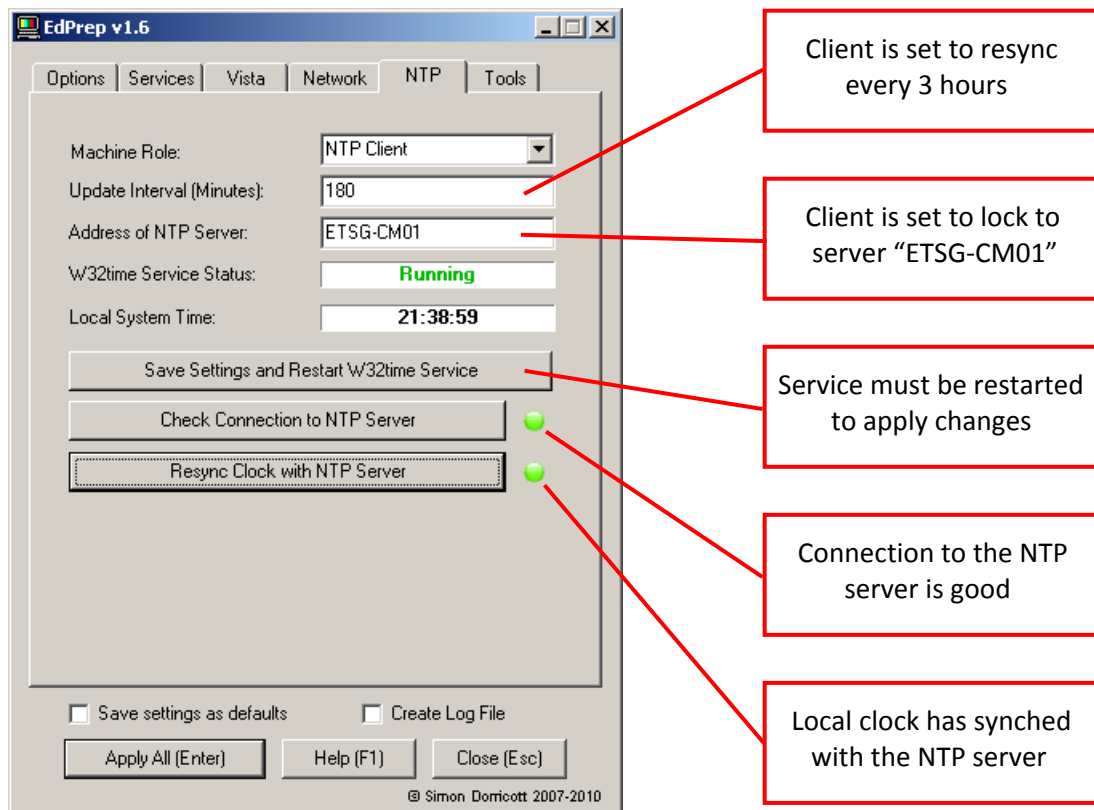 EdPrep v1.6
Options Services Vista Network NTP Tools
Machine Role: NTP Client
Update Interval (Minutes): 180
Address of NTP Server: ETSG-CM01
W32time Service Status: Running
Local System Time: 21:38:59
Save Settings and Restart W32time Service
Check Connection to NTP Server
Resync Clock with NTP Server
Save settings as defaults Create Log File
Apply All (Enter) Help (F1) Close (Esc)
© Simon Dorricott 2007-2010
Client is set to resync
every 3 hours
Client is set to lock to
server “ETSG-CM01”
Service must be restarted
to apply changes
Connection to the NTP
server is good
Local clock has synched
with the NTP server